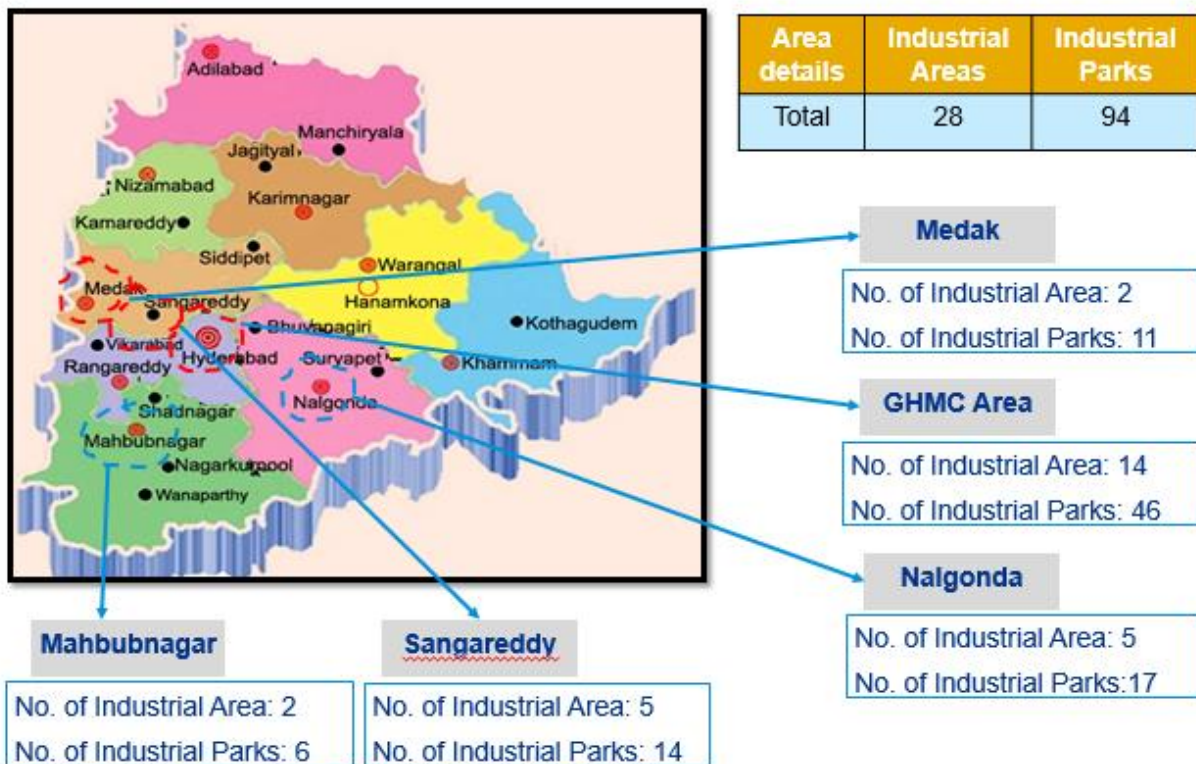 Area details
Industrial Areas
Industrial Parks
Total
28
94
Adilabad
Manchiryala
Jagityal
Nizamabad
Karimnagar
Kamareddy
Siddipet
Warangal
Medak
Sangareddy
Hanamkona
Bhuvanagiri
Kothagudem
Vikarabad
Hyderabad
Suryapet
Khammam
Rangareddy
Nalgonda
Shadnagar
Mahbubnagar
Nagarkurnool
Wanaparthy
Medak
No. of Industrial Area: 2
No. of Industrial Parks: 11
GHMC Area
No. of Industrial Area: 14
No. of Industrial Parks: 46
Nalgonda
No. of Industrial Area: 5
No. of Industrial Parks:17
Mahbubnagar
No. of Industrial Area: 2
No. of Industrial Parks: 6
Sangareddy
No. of Industrial Area: 5
No. of Industrial Parks: 14